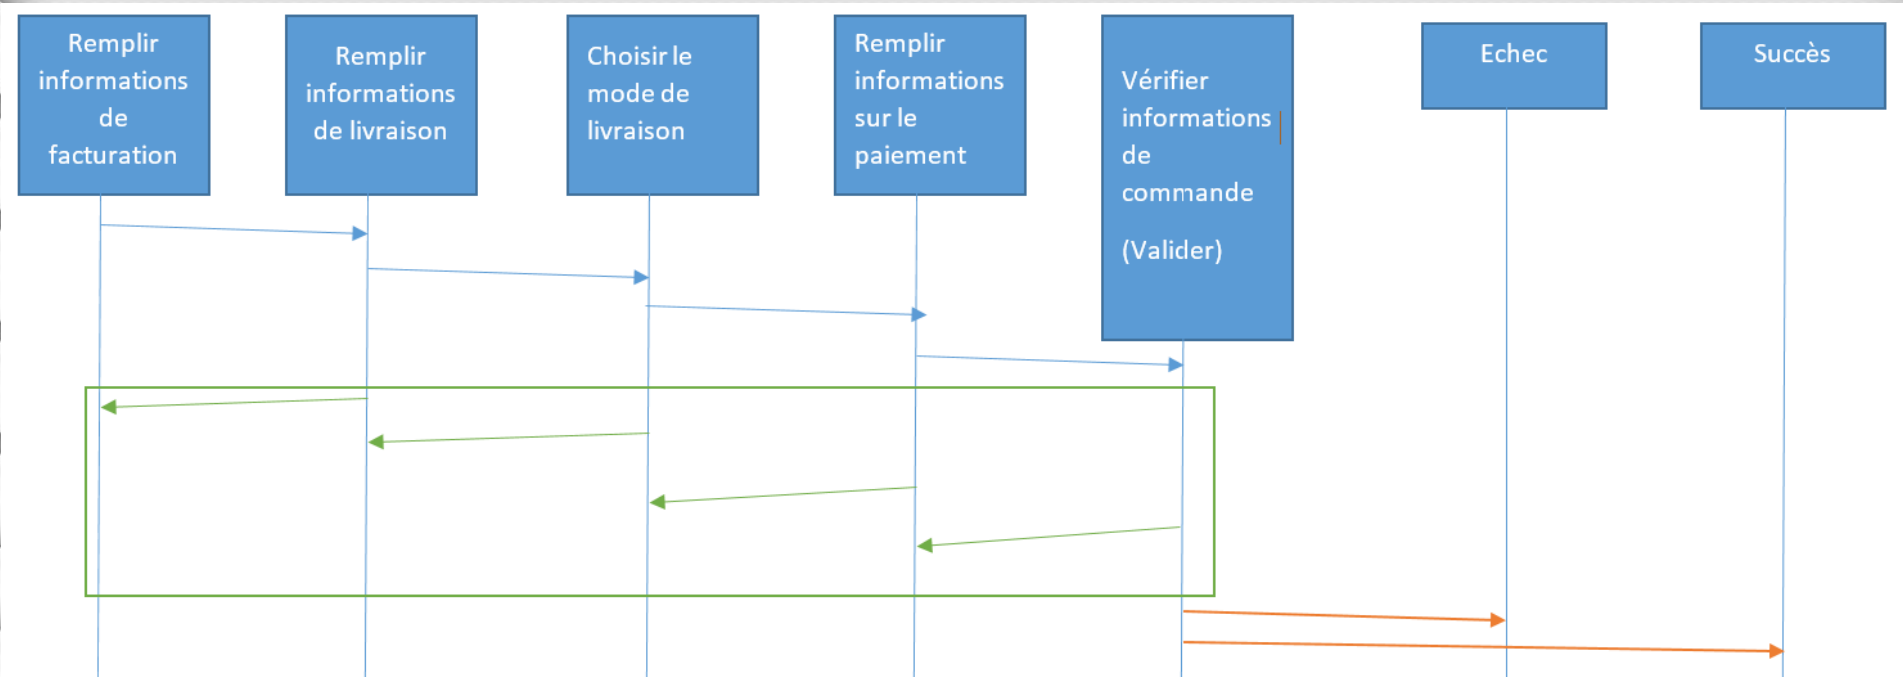 Remplir
informations
de
facturation
Remplir
informations
de livraison
Choisir le
mode de
livraison
Remplir
informations
sur le
paiement
Vérifier
informations
de
commande
(Valider)
Echec
Succès